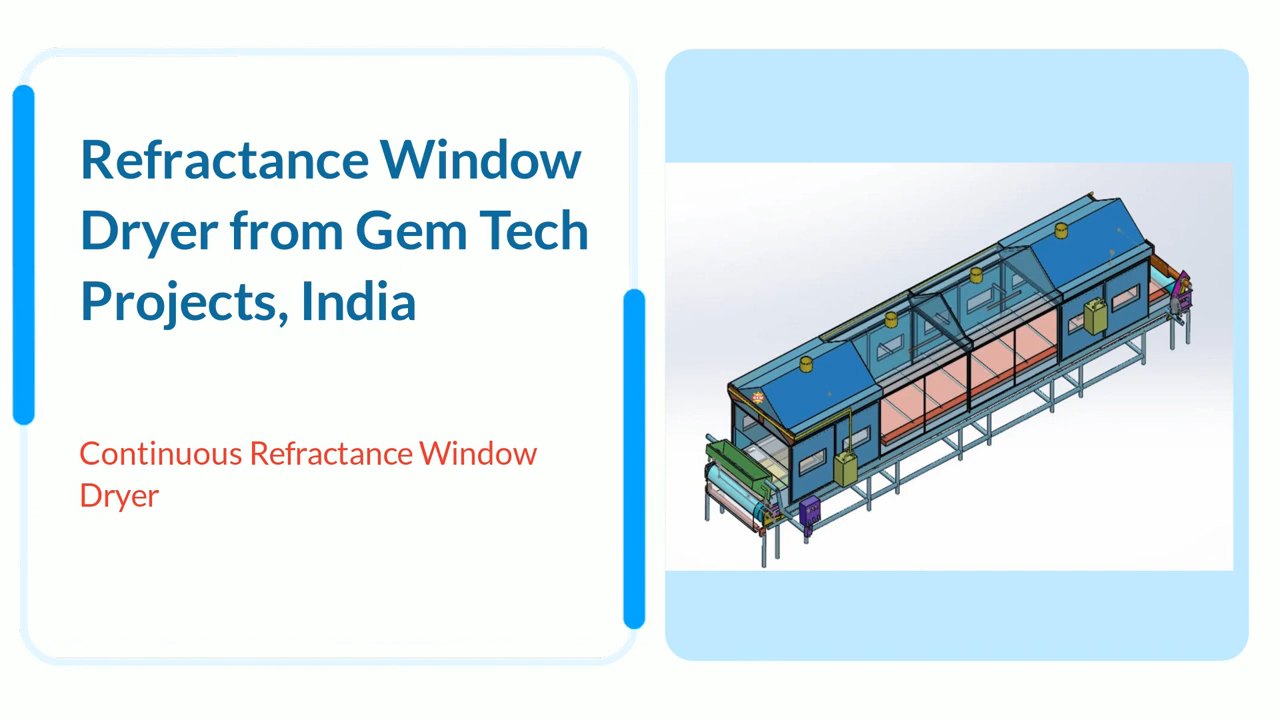 Refractance Window
Dryer from Gem Tech
Projects, India
Continuous Refractance Window
Dryer